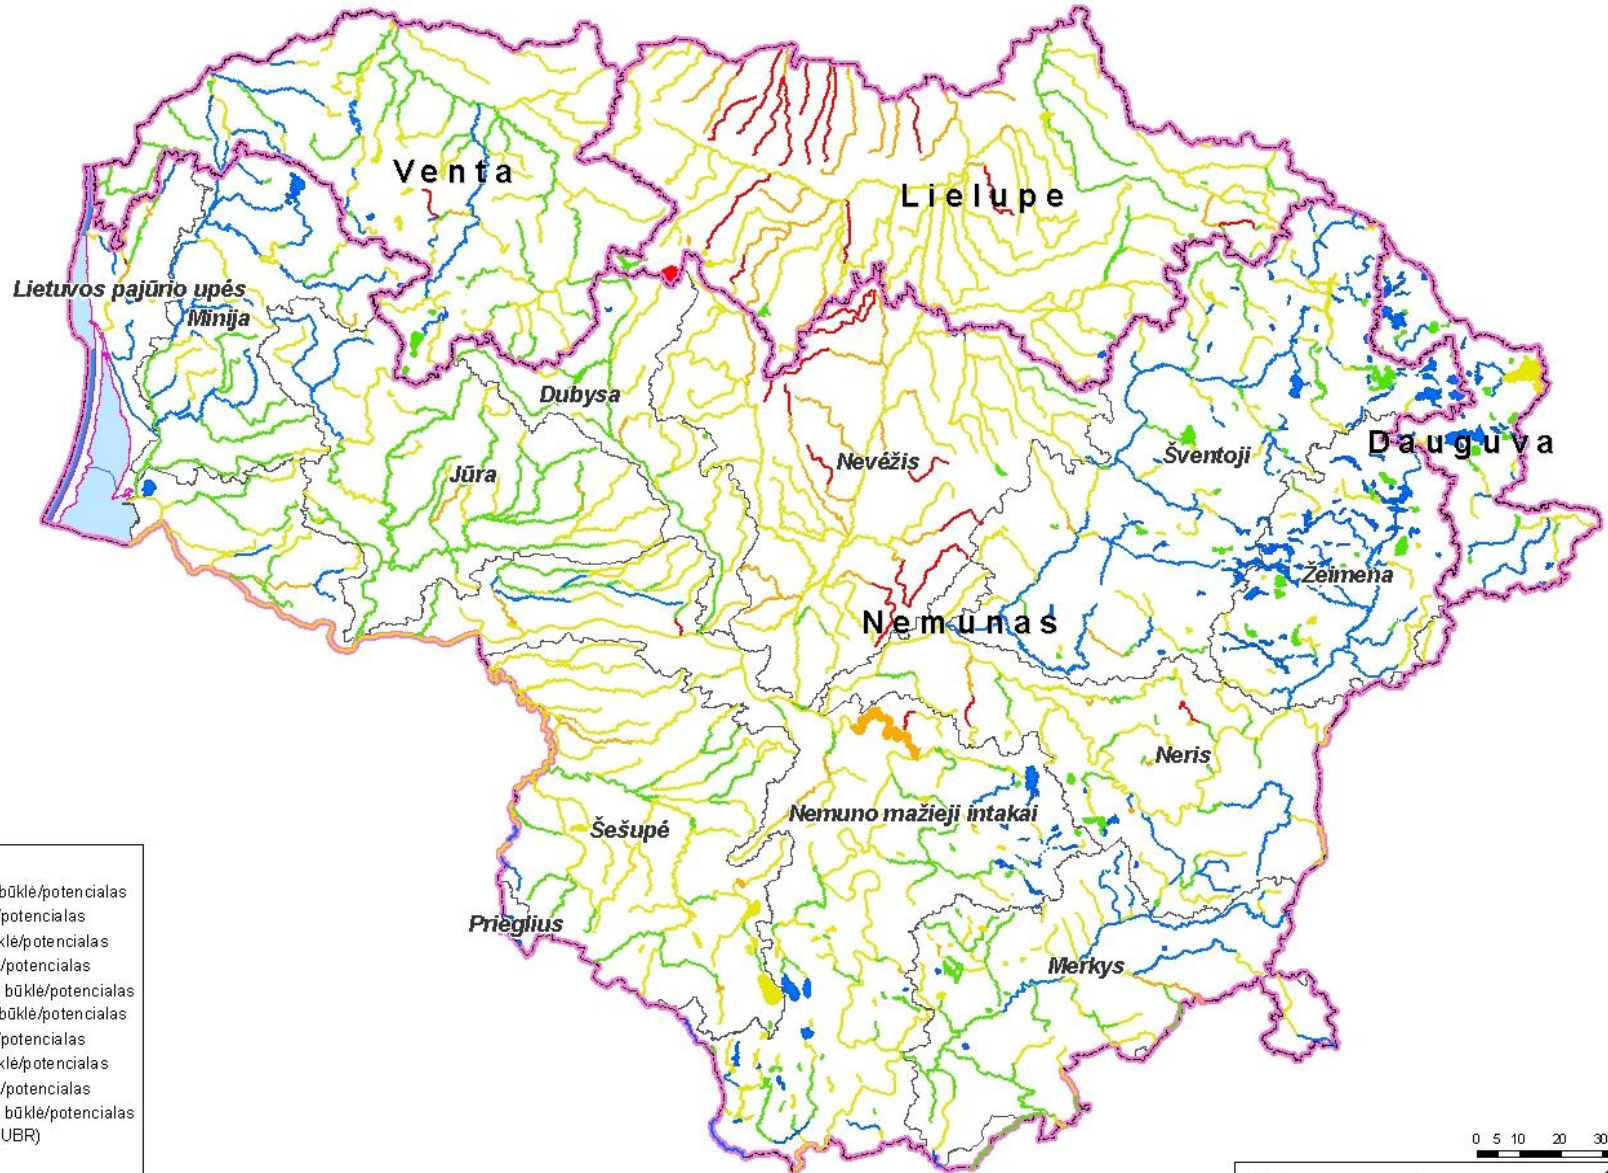 Venta
Lielupe
Lietuvos pajūrio upės
Minija
Dubysa
Dauguva
Jūra
Nevėžis
Šventoji
Žeimena
Nemunas
Neris
Nemuno mažieji intakai
Šešupė
Prieglius
Merkys
būklė/potencialas
/potencialas
klė/potencialas
/potencialas
būklė/potencialas
būklė/potencialas
/potencialas
klė/potencialas
/potencialas
būklė/potencialas
UBR)
0 5 10 20 30